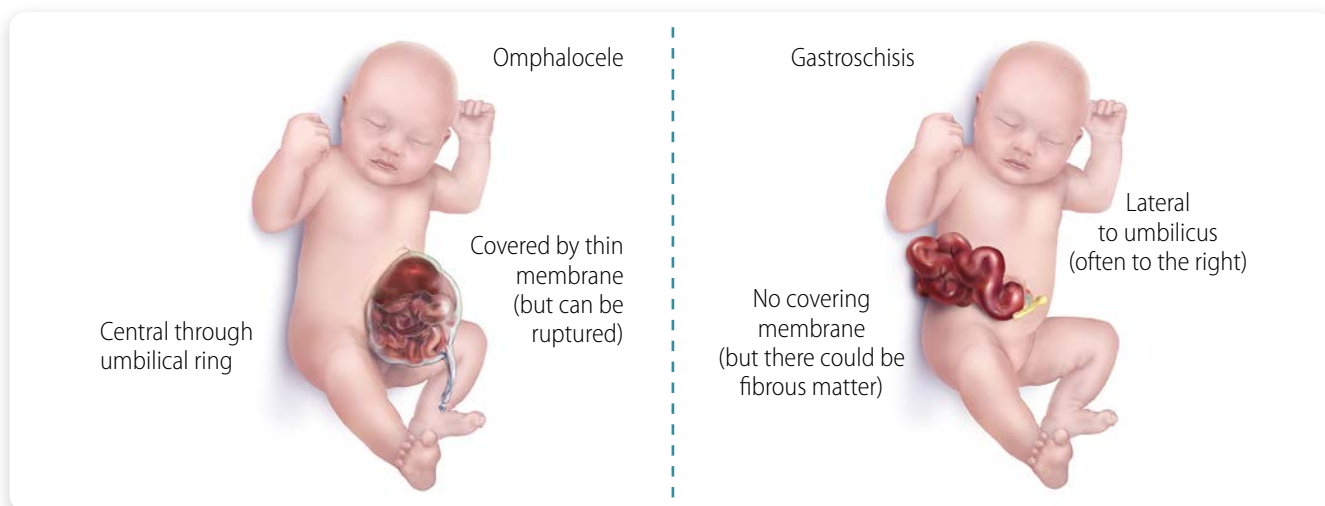 Omphalocele
Covered by thin
membrane
(but can be
ruptured)
Central through
umbilical ring
Gastroschisis
Lateral
to umbilicus
(often to the right)
No covering
membrane
(but there could be
fibrous matter)